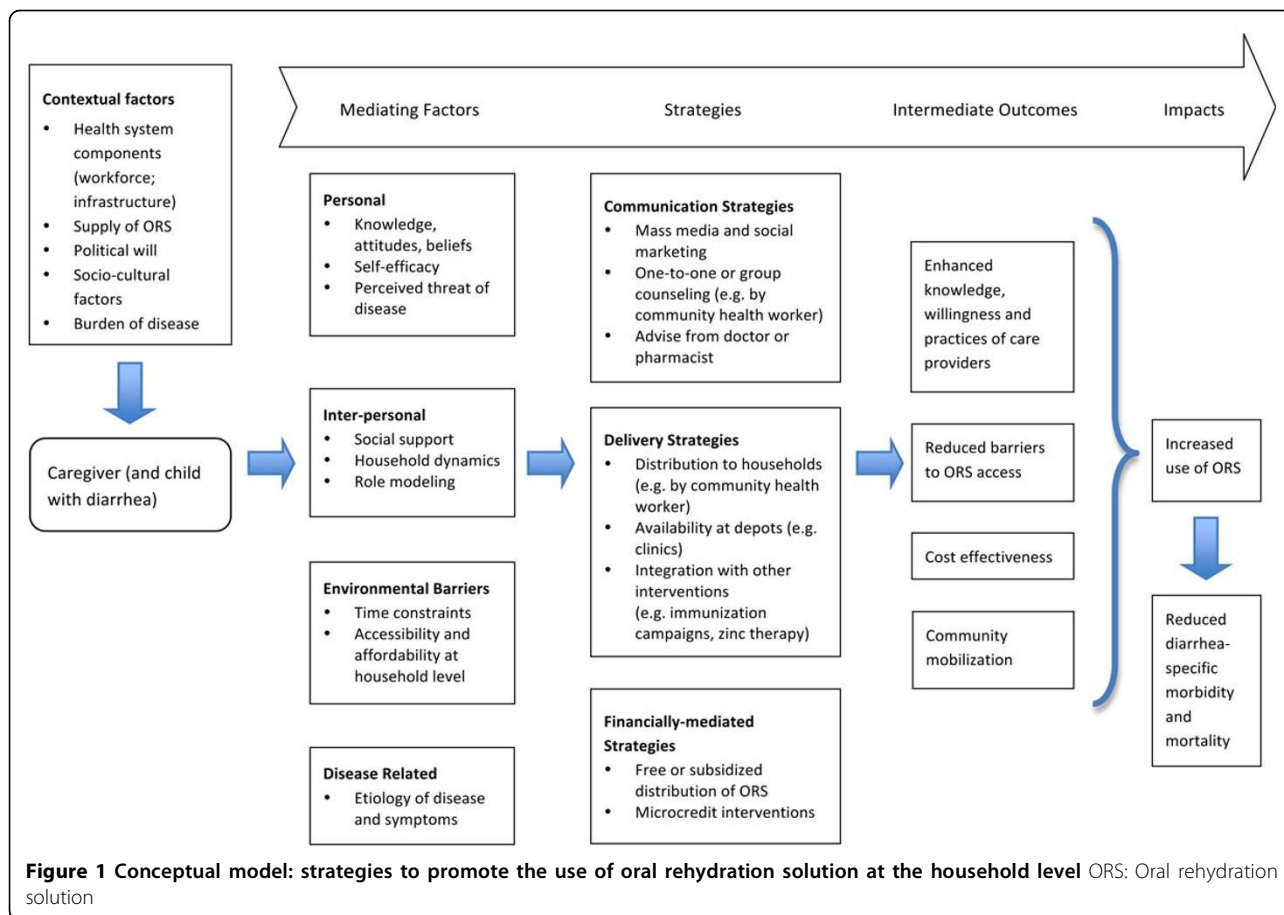 Contextual factors
• Health system
components
(workforce;
infrastructure)
• Supply of ORS
• Political will
• Socio-cultural
factors
• Burden of disease
Caregiver (and child
with diarrhea)
Mediating Factors
Strategies
Intermediate Outcomes
Impacts
Personal
• Knowledge,
attitudes, beliefs
• Self-efficacy
• Perceived threat of
disease
Inter-personal
• Social support
• Household dynamics
• Role modeling
Environmental Barriers
• Time constraints
• Accessibility and
affordability at
household level
Disease Related
• Etiology of disease
and symptoms
Communication Strategies
• Mass media and social
marketing
• One-to-one or group
counseling (e.g. by
community health worker)
• Advise from doctor or
pharmacist
Delivery Strategies
• Distribution to households
(e.g. by community health
worker)
• Availability at depots (e.g.
clinics)
• Integration with other
interventions
(e.g. immunization
campaigns, zinc therapy)
Financially-mediated
Strategies
• Free or subsidized
distribution of ORS
• Microcredit interventions
Enhanced
knowledge,
willingness and
practices of care
providers
Reduced barriers
to ORS access
Cost effectiveness
Community
mobilization
Increased
use of ORS
Reduced
diarrhea-
specific
morbidity
and
mortality
Figure 1 Conceptual model: strategies to promote the use of oral rehydration solution at the household level ORS: Oral rehydration
solution